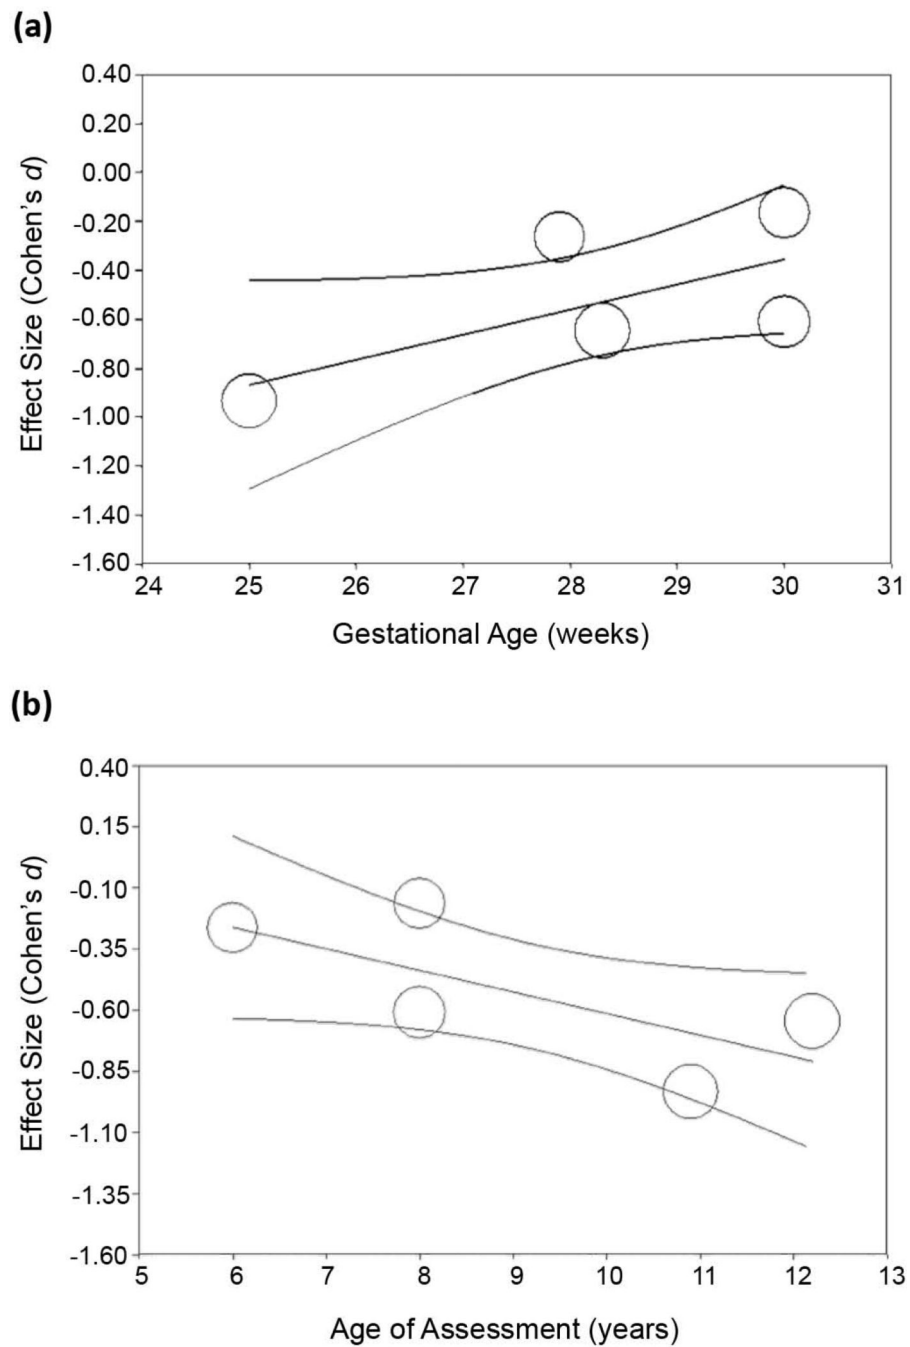 (a)
Effect Size (Cohen's d)
0.40
0.20
0.00
-0.20
-0.40
-0.60
-0.80
-1.00
-1.20
-1.40
-1.60
24 25 26 27 28 29 30 31
Gestational Age (weeks)
(b)
Effect Size (Cohen's d)
0.40
0.15
-0.10
-0.35
-0.60
-0.85
-1.10
-1.35
-1.60
5 6 7 8 9 10 11 12 13
Age of Assessment (years)